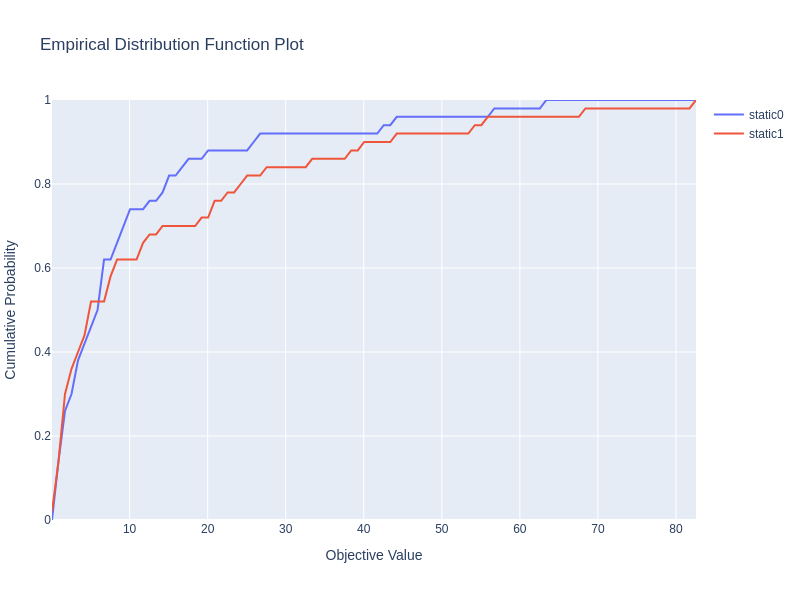 Empirical Distribution Function Plot
static0
static1
1
0.8
0.6
0.4
0.2
0
Cumulative Probability
10 20 30 40 50 60 70 80
Objective Value